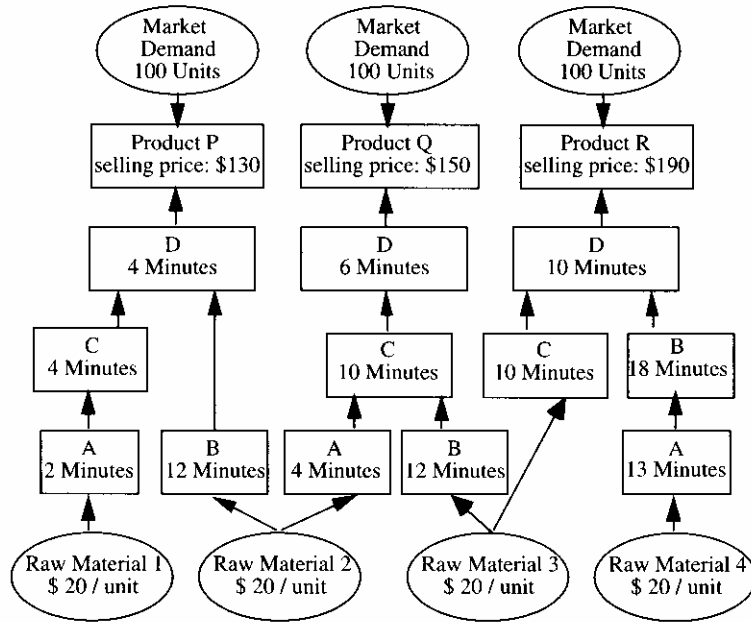 Market
Demand
100 Units
Market
Demand
100 Units
Market
Demand
100 Units
Product P
selling price: $130
Product Q
selling price: $150
Product R
selling price: $190
D
4 Minutes
D
6 Minutes
D
10 Minutes
C
4 Minutes
C
10 Minutes
C
10 Minutes
B
18 Minutes
A
2 Minutes
B
12 Minutes
A
4 Minutes
B
12 Minutes
A
13 Minutes
Raw Material 1
$ 20 / unit
Raw Material 2
$ 20 / unit
Raw Material 3
$ 20 / unit
Raw Material 4
$ 20 / unit